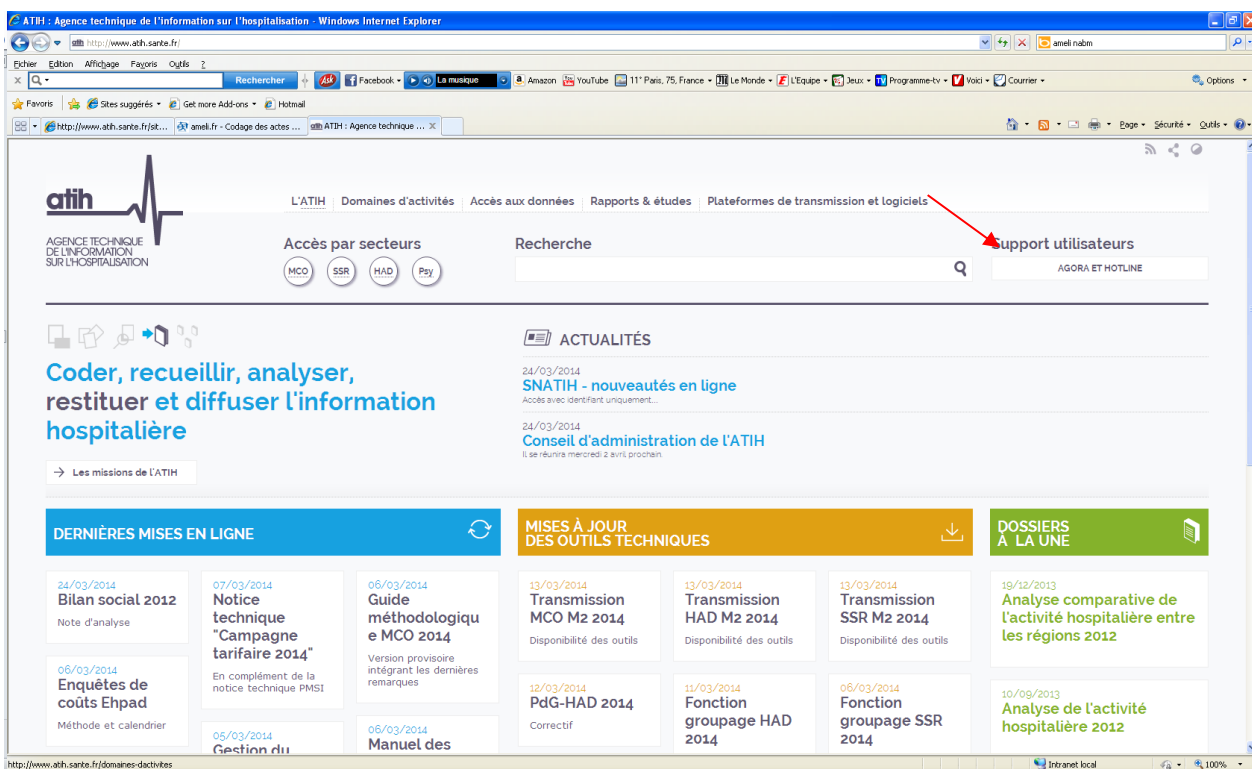 ATIH : Agence technique de l'information sur l'hospitalisation - Windows Internet Explorer
http://www.atih.sante.fr/
ameli nabm
Fichier Edition Affichage Favoris Outils ?
Rechercher Ask Facebook La musique Amazon YouTube 11° Paris, 75, France Le Monde L'Equipe Jeux Programme-tv Voici Courrier Options
Favoris Sites suggérés Get more Add-ons Hotmail
http://www.atih.sante.fr/sit... ameli.fr - Codage des actes ... ATIH : Agence technique ... Page Sécurité Outils
atih
AGENCE TECHNIQUE
DE L'INFORMATION
SUR L'HOSPITALISATION
L'ATIH Domaines d'activités Accès aux données Rapports & études Plateformes de transmission et logiciels
Accès par secteurs
MCO SSR HAD Psy
Recherche
Support utilisateurs
AGORA ET HOTLINE
Coder, recueillir, analyser,
restituer et diffuser l'information
hospitalière
→ Les missions de l'ATIH
ACTUALITÉS
24/03/2014
SNATIH - nouveautés en ligne
Accès avec identifiant uniquement...
24/03/2014
Conseil d'administration de l'ATIH
Il se réunira mercredi 2 avril prochain
DERNIÈRES MISES EN LIGNE
24/03/2014
Bilan social 2012
Note d'analyse
06/03/2014
Enquêtes de
coûts Ehpad
Méthode et calendrier
07/03/2014
Notice
technique
"Campagne
tarifaire 2014"
En complément de la
notice technique PMSI
05/03/2014
Gestion du
06/03/2014
Guide
méthodologiqu
e MCO 2014
Version provisoire
intégrant les dernières
remarques
06/03/2014
Manuel des
MISES À JOUR
DES OUTILS TECHNIQUES
13/03/2014
Transmission
MCO M2 2014
Disponibilité des outils
12/03/2014
PdG-HAD 2014
Correctif
13/03/2014
Transmission
HAD M2 2014
Disponibilité des outils
11/03/2014
Fonction
groupage HAD
2014
13/03/2014
Transmission
SSR M2 2014
Disponibilité des outils
06/03/2014
Fonction
groupage SSR
2014
DOSSIERS
À LA UNE
19/12/2013
Analyse comparative de
l'activité hospitalière entre
les régions 2012
10/09/2013
Analyse de l'activité
hospitalière 2012
http://www.atih.sante.fr/domaines-dactivites
Intranet local
100%